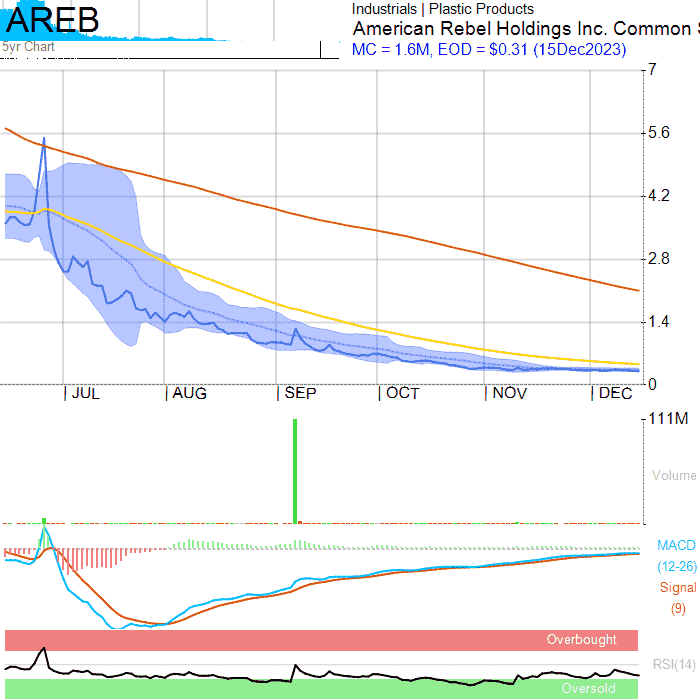 AREB
Industrials | Plastic Products
American Rebel Holdings Inc. Common S
5yr Chart
MC = 1.6M, EOD = $0.31 (15Dec2023)
7
5.6
4.2
2.8
1.4
0
JUL AUG SEP OCT NOV DEC
111M
Volume
MACD
(12-26)
Signal
(9)
Overbought
RSI(14)
Oversold